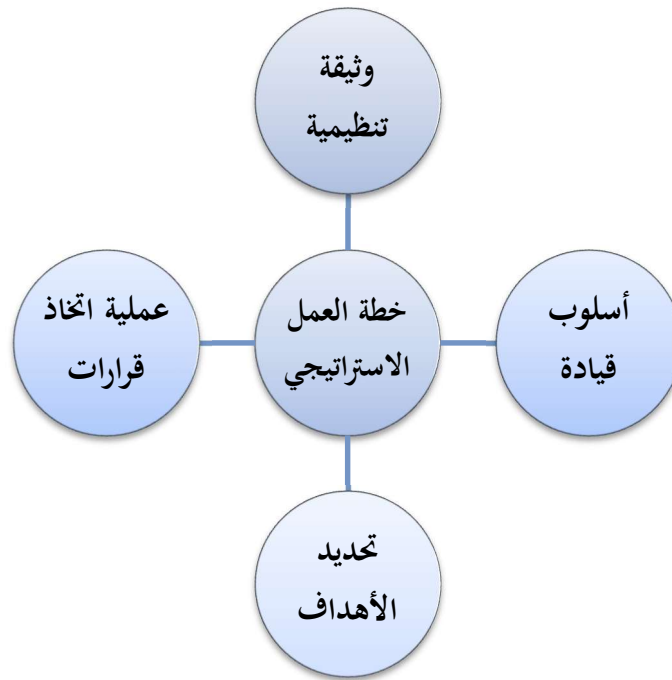 وثيقة
تنظيمية
أسلوب
قيادة
خطة العمل
الاستراتيجي
عملية اتخاذ
قرارات
تحديد
الأهداف